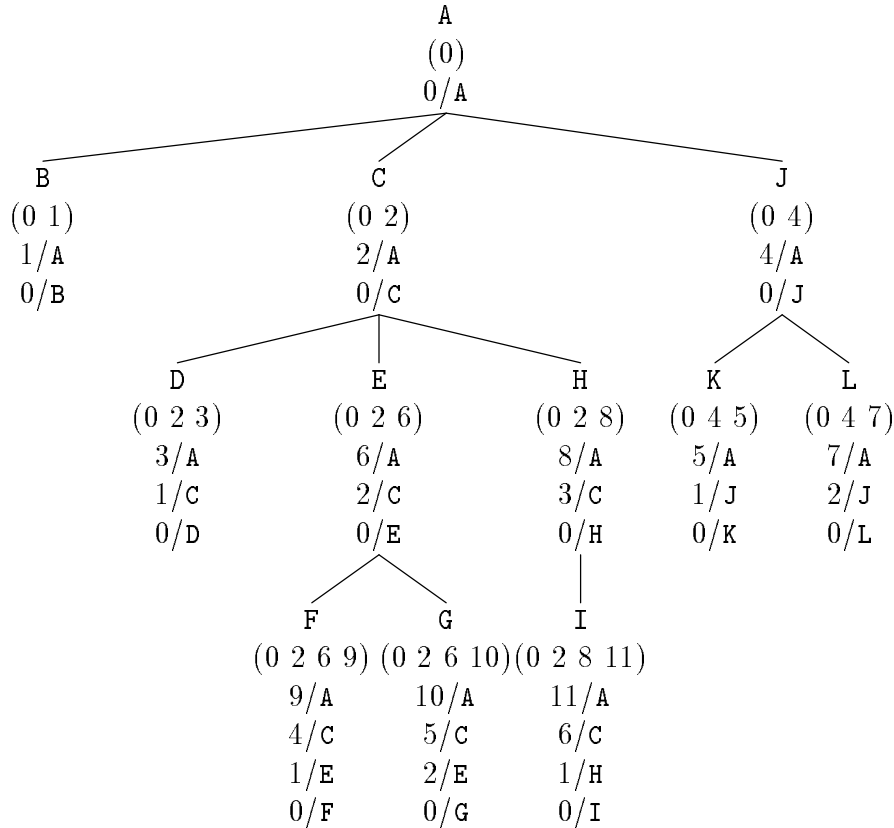 A
(0)
0/A
B C J
(0 1) (0 2) (0 4)
1/A 2/A 4/A
0/B 0/C 0/J
D E H K L
(0 2 3) (0 2 6) (0 2 8) (0 4 5) (0 4 7)
3/A 6/A 8/A 5/A 7/A
1/C 2/C 3/C 1/J 2/J
0/D 0/E 0/H 0/K 0/L
F G I
(0 2 6 9) (0 2 6 10) (0 2 8 11)
9/A 10/A 11/A
4/C 5/C 6/C
1/E 2/E 1/H
0/F 0/G 0/I